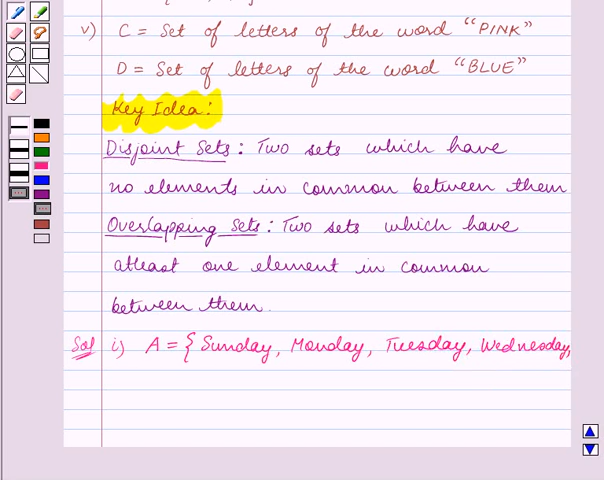 v) C = Set of letters of the word "PINK"
D = Set of letters of the word "BLUE"
Key Idea:
Disjoint Sets: Two sets which have
no elements in common between them
Overlapping Sets: Two sets which have
atleast one element in common
between them.
Sol i) A = { Sunday, Monday, Tuesday, Wednesday,